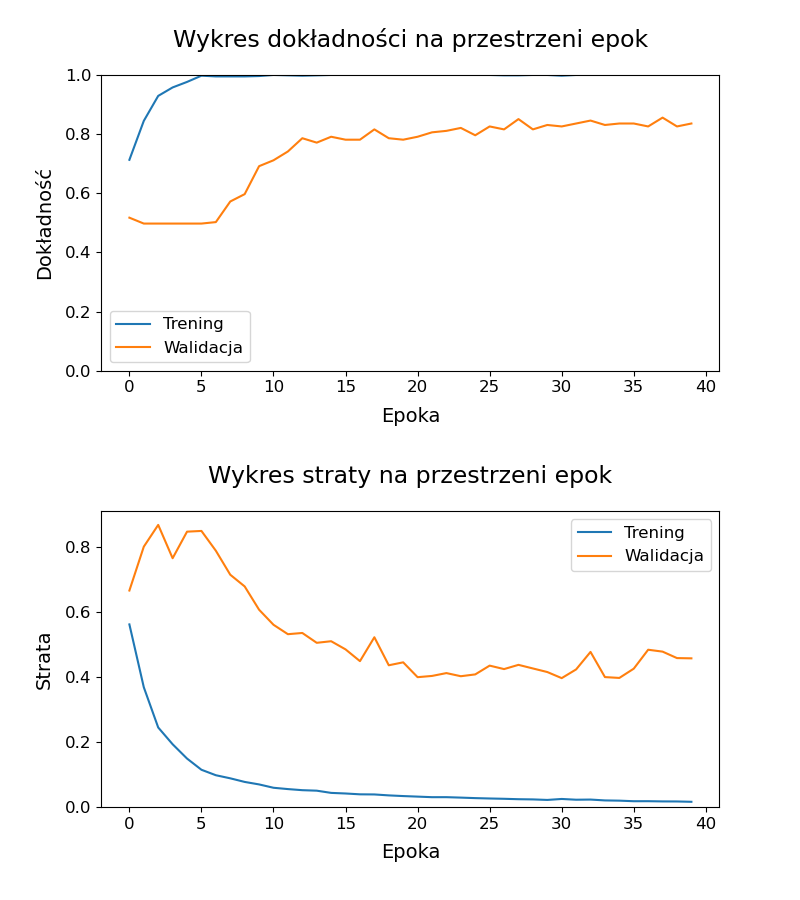 Wykres dokładności na przestrzeni epok
1.0
0.8
0.6
0.4
0.2
0.0
Dokładność
Trening
Walidacja
0 5 10 15 20 25 30 35 40
Epoka
Wykres straty na przestrzeni epok
0.8
0.6
0.4
0.2
0.0
Strata
Trening
Walidacja
0 5 10 15 20 25 30 35 40
Epoka